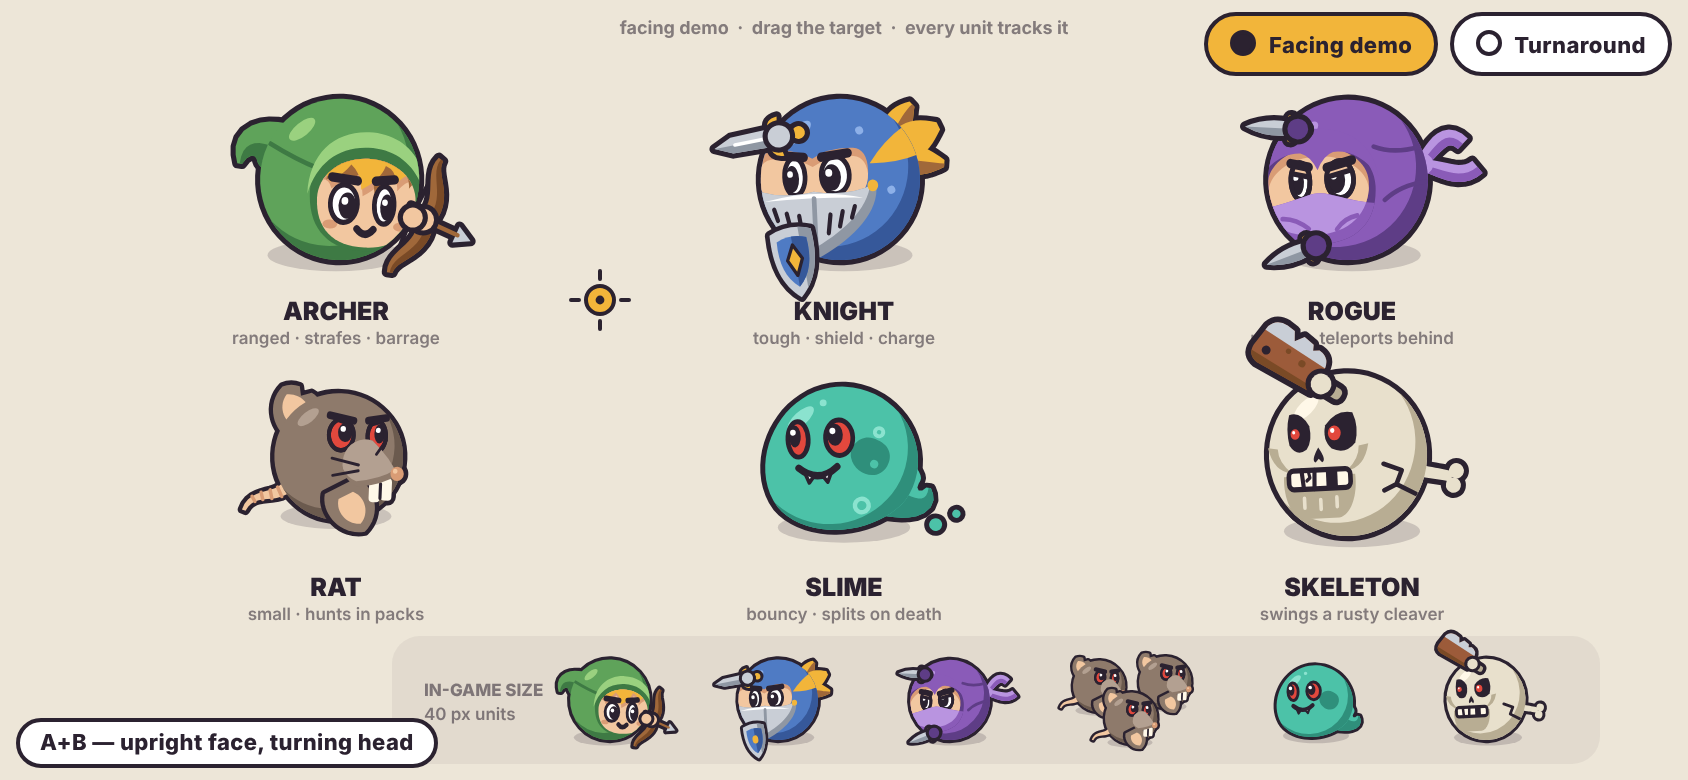 facing demo · drag the target · every unit tracks it
Facing demo
Turnaround
ARCHER
ranged · strafes · barrage
KNIGHT
tough · shield · charge
ROGUE
teleports behind
RAT
small · hunts in packs
SLIME
bouncy · splits on death
SKELETON
swings a rusty cleaver
IN-GAME SIZE
40 px units
A+B — upright face, turning head